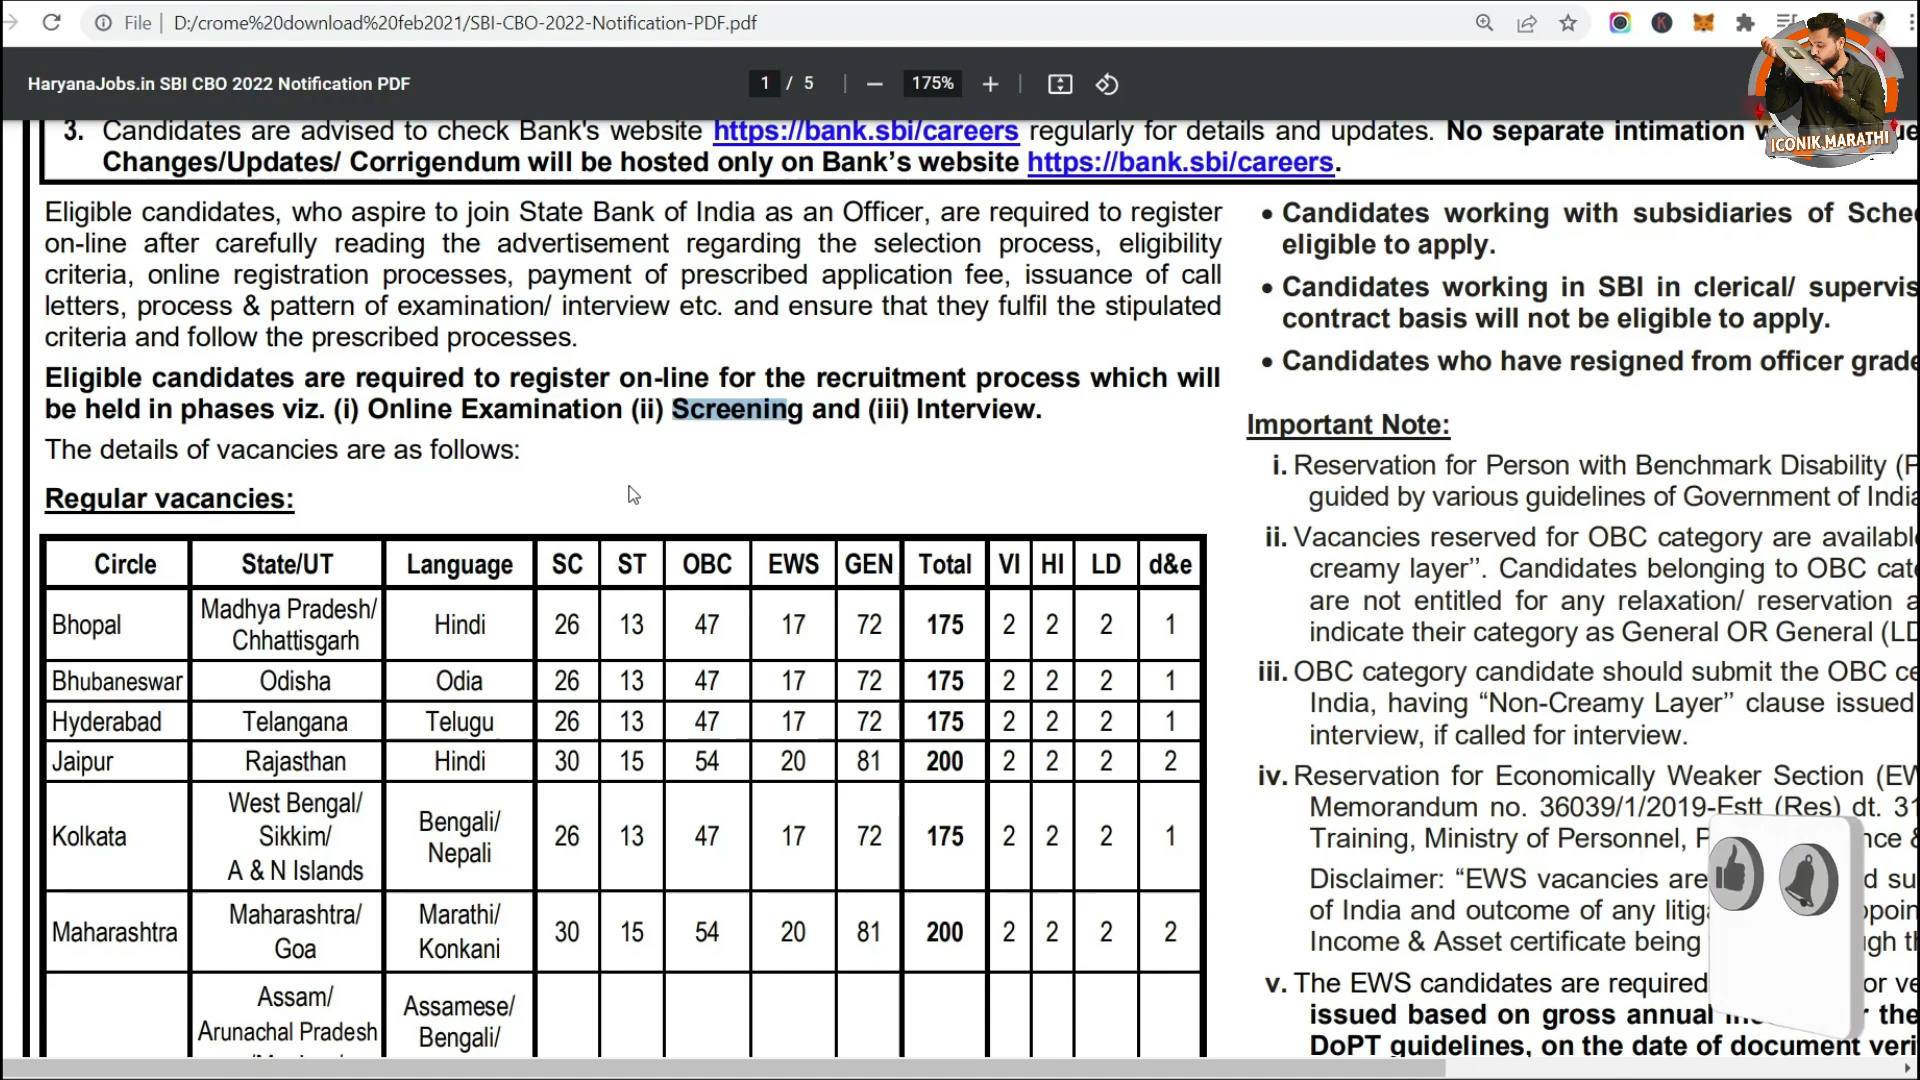 File | D:/crome%20download%20feb2021/SBI-CBO-2022-Notification-PDF.pdf
HaryanaJobs.in SBI CBO 2022 Notification PDF 1 / 5 — 175% +
ICONIK MARATHI
3. Candidates are advised to check Bank's website https://bank.sbi/careers regularly for details and updates. No separate intimation
Changes/Updates/ Corrigendum will be hosted only on Bank’s website https://bank.sbi/careers.
Eligible candidates, who aspire to join State Bank of India as an Officer, are required to register
on-line after carefully reading the advertisement regarding the selection process, eligibility
criteria, online registration processes, payment of prescribed application fee, issuance of call
letters, process & pattern of examination/ interview etc. and ensure that they fulfil the stipulated
criteria and follow the prescribed processes.
Eligible candidates are required to register on-line for the recruitment process which will
be held in phases viz. (i) Online Examination (ii) Screening and (iii) Interview.
The details of vacancies are as follows:
Regular vacancies:
Circle State/UT Language SC ST OBC EWS GEN Total VI HI LD d&e
Bhopal Madhya Pradesh/ Chhattisgarh Hindi 26 13 47 17 72 175 2 2 2 1
Bhubaneswar Odisha Odia 26 13 47 17 72 175 2 2 2 1
Hyderabad Telangana Telugu 26 13 47 17 72 175 2 2 2 1
Jaipur Rajasthan Hindi 30 15 54 20 81 200 2 2 2 2
Kolkata West Bengal/ Sikkim/ A & N Islands Bengali/ Nepali 26 13 47 17 72 175 2 2 2 1
Maharashtra Maharashtra/ Goa Marathi/ Konkani 30 15 54 20 81 200 2 2 2 2
Assam/ Assamese/
Arunachal Pradesh Bengali/
• Candidates working with subsidiaries of
eligible to apply.
• Candidates working in SBI in clerical/
contract basis will not be eligible to apply.
• Candidates who have resigned from officer
Important Note:
i. Reservation for Person with Benchmark Disability
guided by various guidelines of Government of
ii. Vacancies reserved for OBC category are
creamy layer”. Candidates belonging to OBC
are not entitled for any relaxation/ reservation
indicate their category as General OR General
iii. OBC category candidate should submit the OBC
India, having “Non-Creamy Layer” clause issued
interview, if called for interview.
iv. Reservation for Economically Weaker Section
Memorandum no. 36039/1/2019-Estt (Res) dt.
Training, Ministry of Personnel,
Disclaimer: “EWS vacancies are
of India and outcome of any
Income & Asset certificate being
v. The EWS candidates are required
issued based on gross annual the
DoPT guidelines, on the date of document